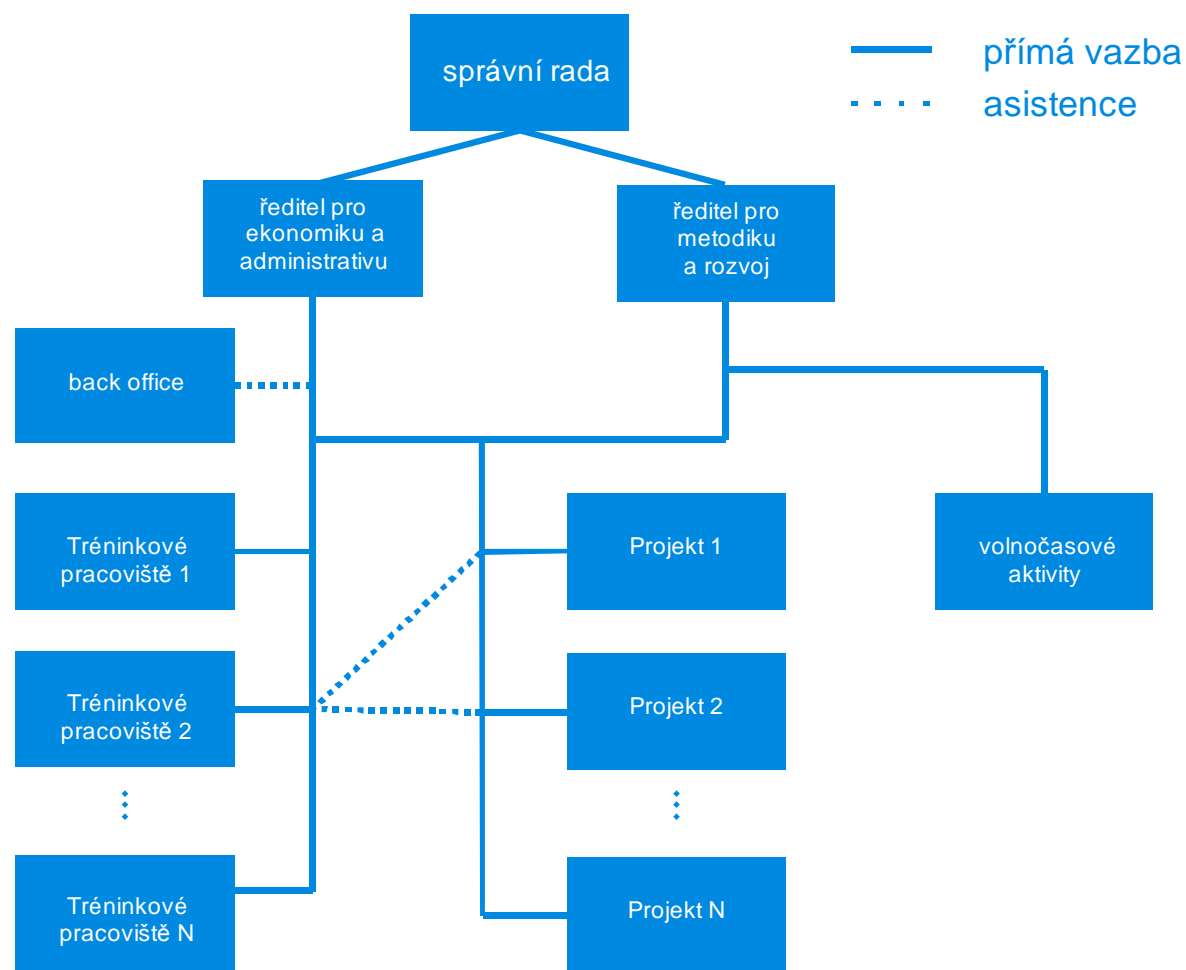 správní rada
přímá vazba
asistence
ředitel pro
ekonomiku a
administrativu
ředitel pro
metodiku
a rozvoj
back office
Tréninkové
pracoviště 1
Projekt 1
volnočasové
aktivity
Tréninkové
pracoviště 2
Projekt 2
Tréninkové
pracoviště N
Projekt N